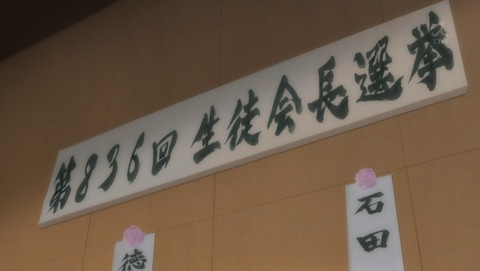 第836回 生徒会長選挙
徳
石田